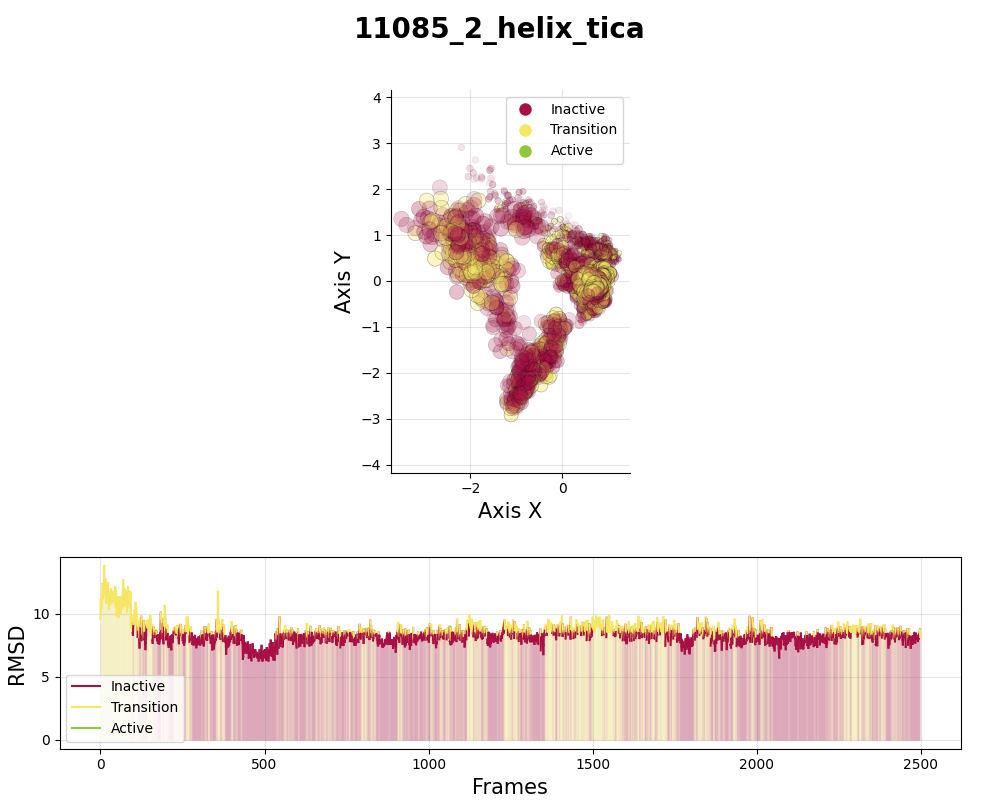 11085_2_helix_tica
4
3
2
1
0
−1
−2
−3
−4
Axis Y
Inactive
Transition
Active
−2 0
Axis X
10
5
0
RMSD
Inactive
Transition
Active
0 500 1000 1500 2000 2500
Frames